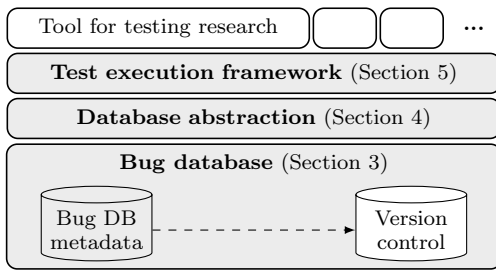 Tool for testing research ...
Test execution framework (Section 5)
Database abstraction (Section 4)
Bug database (Section 3)
Bug DB
metadata
Version
control